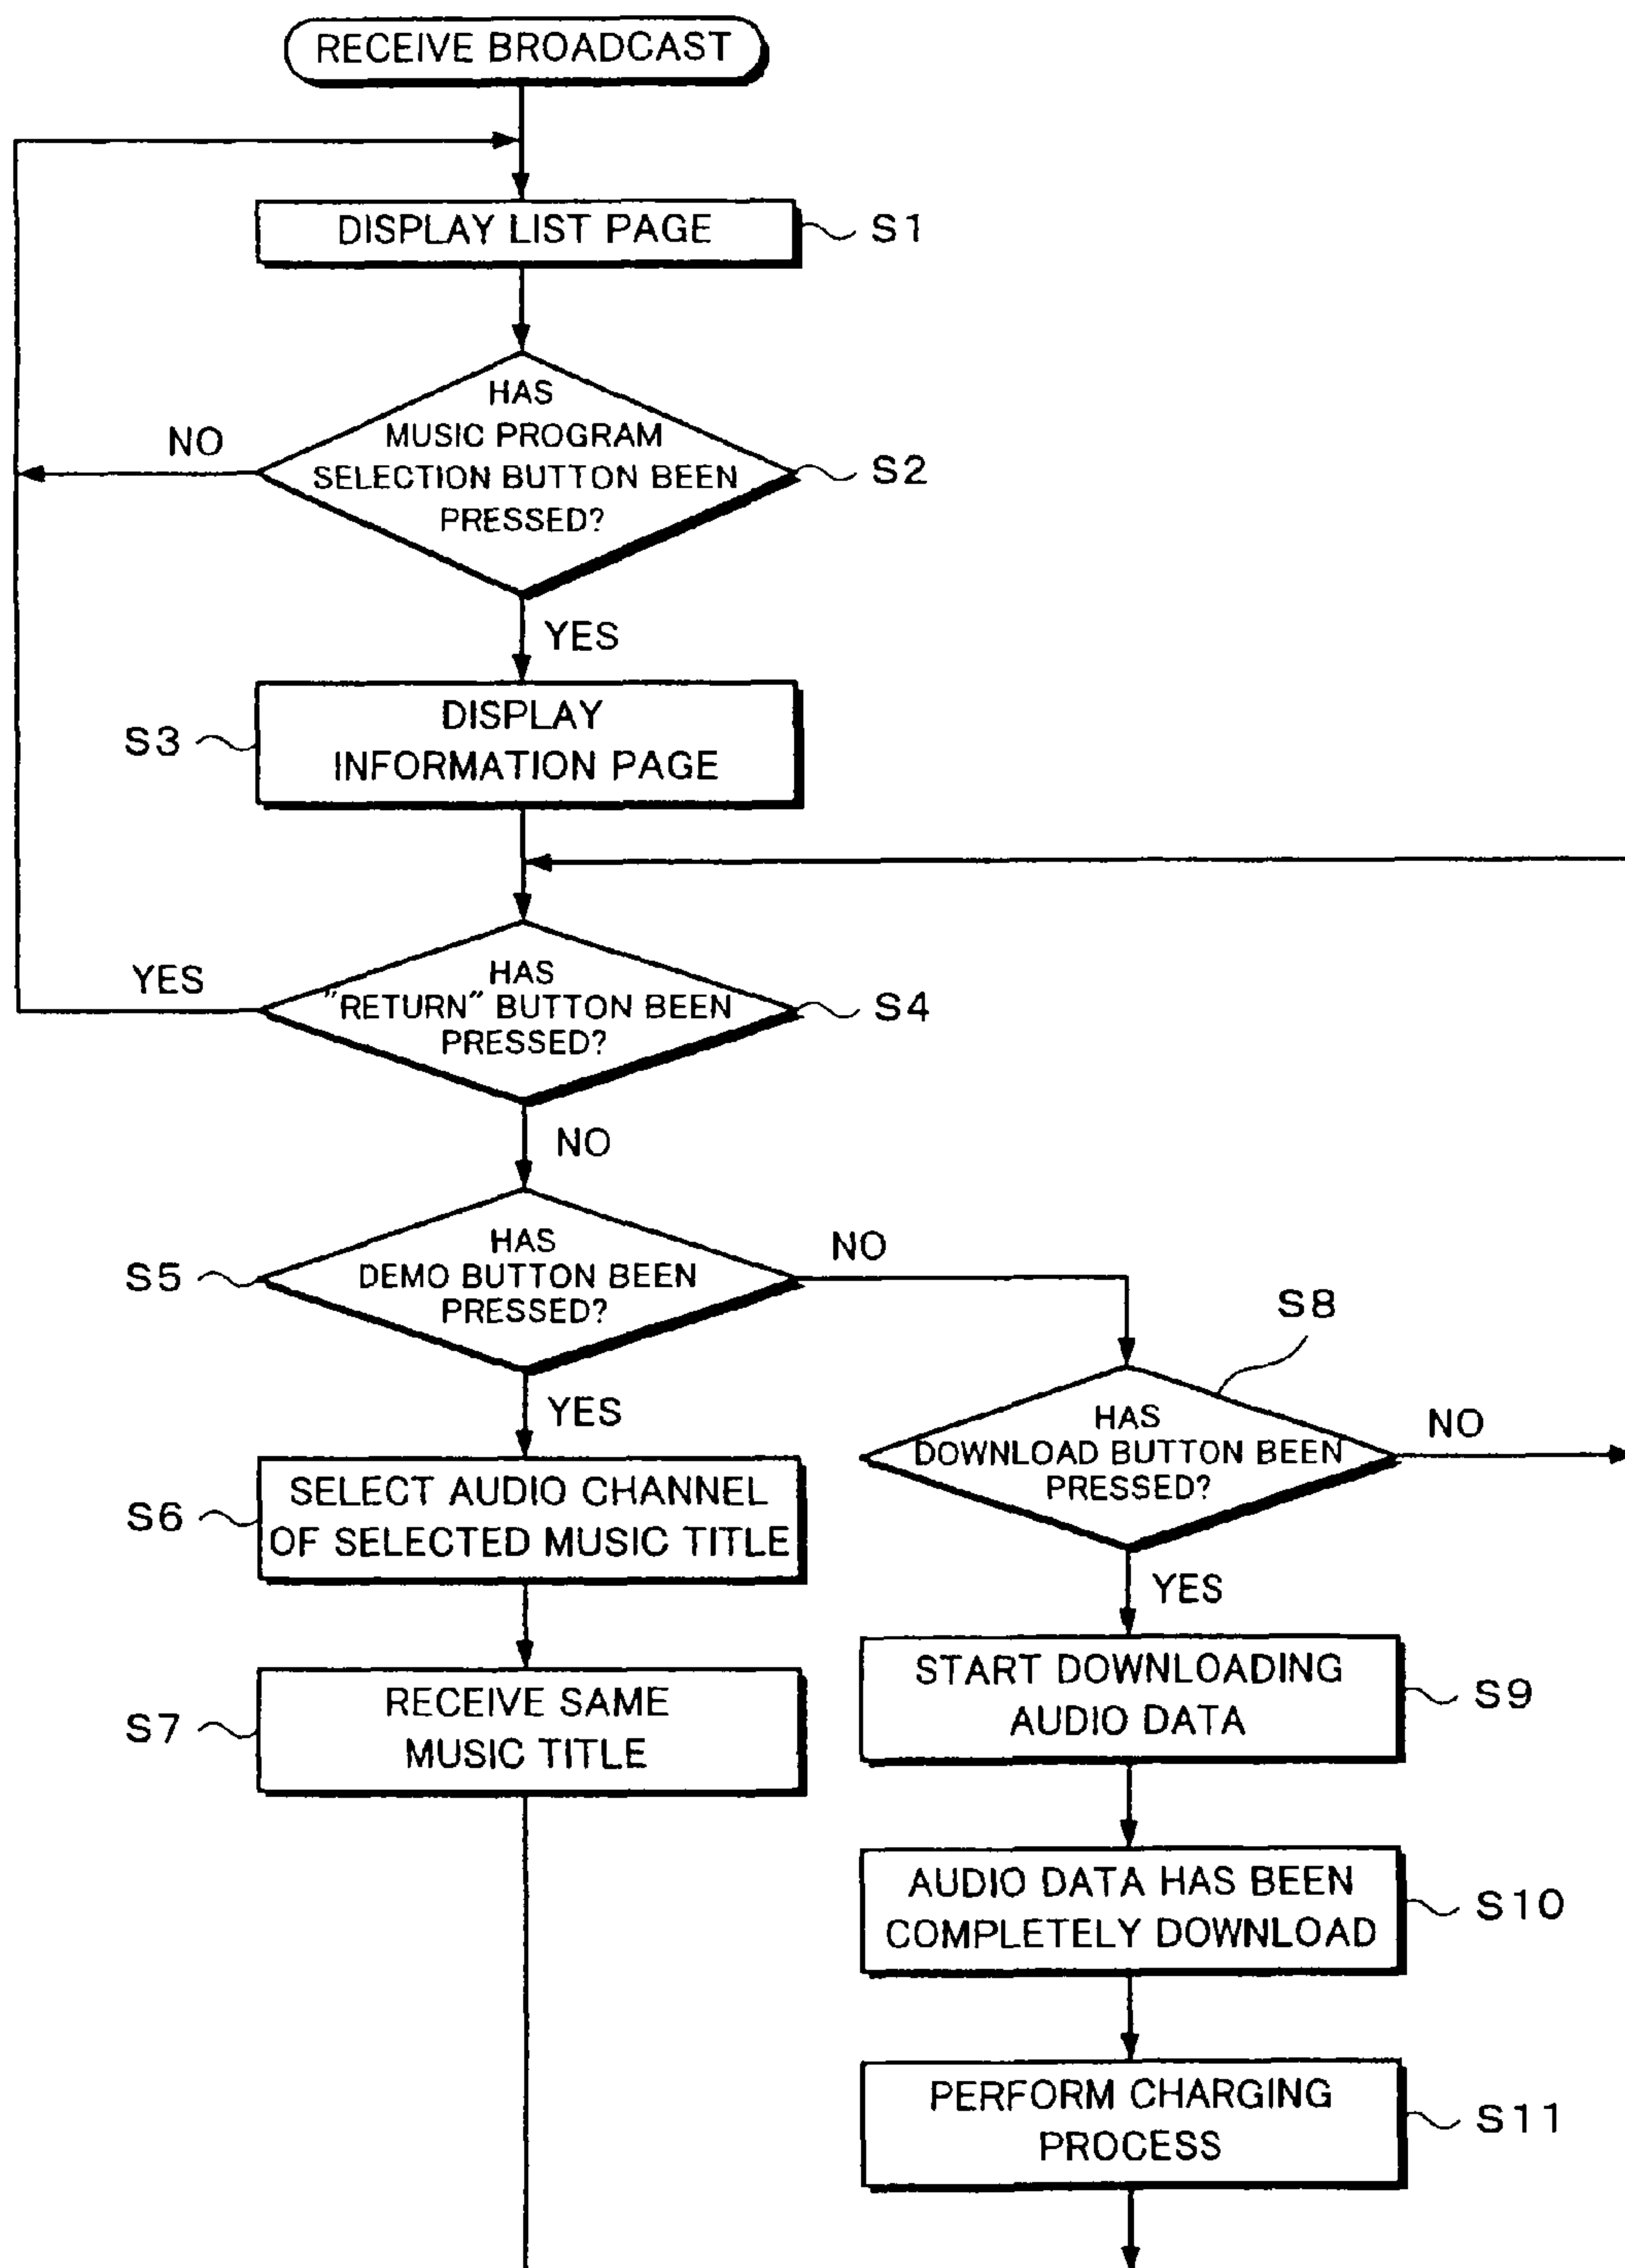 RECEIVE BROADCAST
DISPLAY LIST PAGE
S1
HAS
MUSIC PROGRAM
SELECTION BUTTON BEEN
PRESSED?
S2
NO
YES
S3
DISPLAY
INFORMATION PAGE
YES
HAS
"RETURN" BUTTON BEEN
PRESSED?
S4
NO
S5
HAS
DEMO BUTTON BEEN
PRESSED?
NO
YES
S8
HAS
DOWNLOAD BUTTON BEEN
PRESSED?
NO
YES
S6
SELECT AUDIO CHANNEL
OF SELECTED MUSIC TITLE
S7
RECEIVE SAME
MUSIC TITLE
START DOWNLOADING
AUDIO DATA
S9
AUDIO DATA HAS BEEN
COMPLETELY DOWNLOAD
S10
PERFORM CHARGING
PROCESS
S11